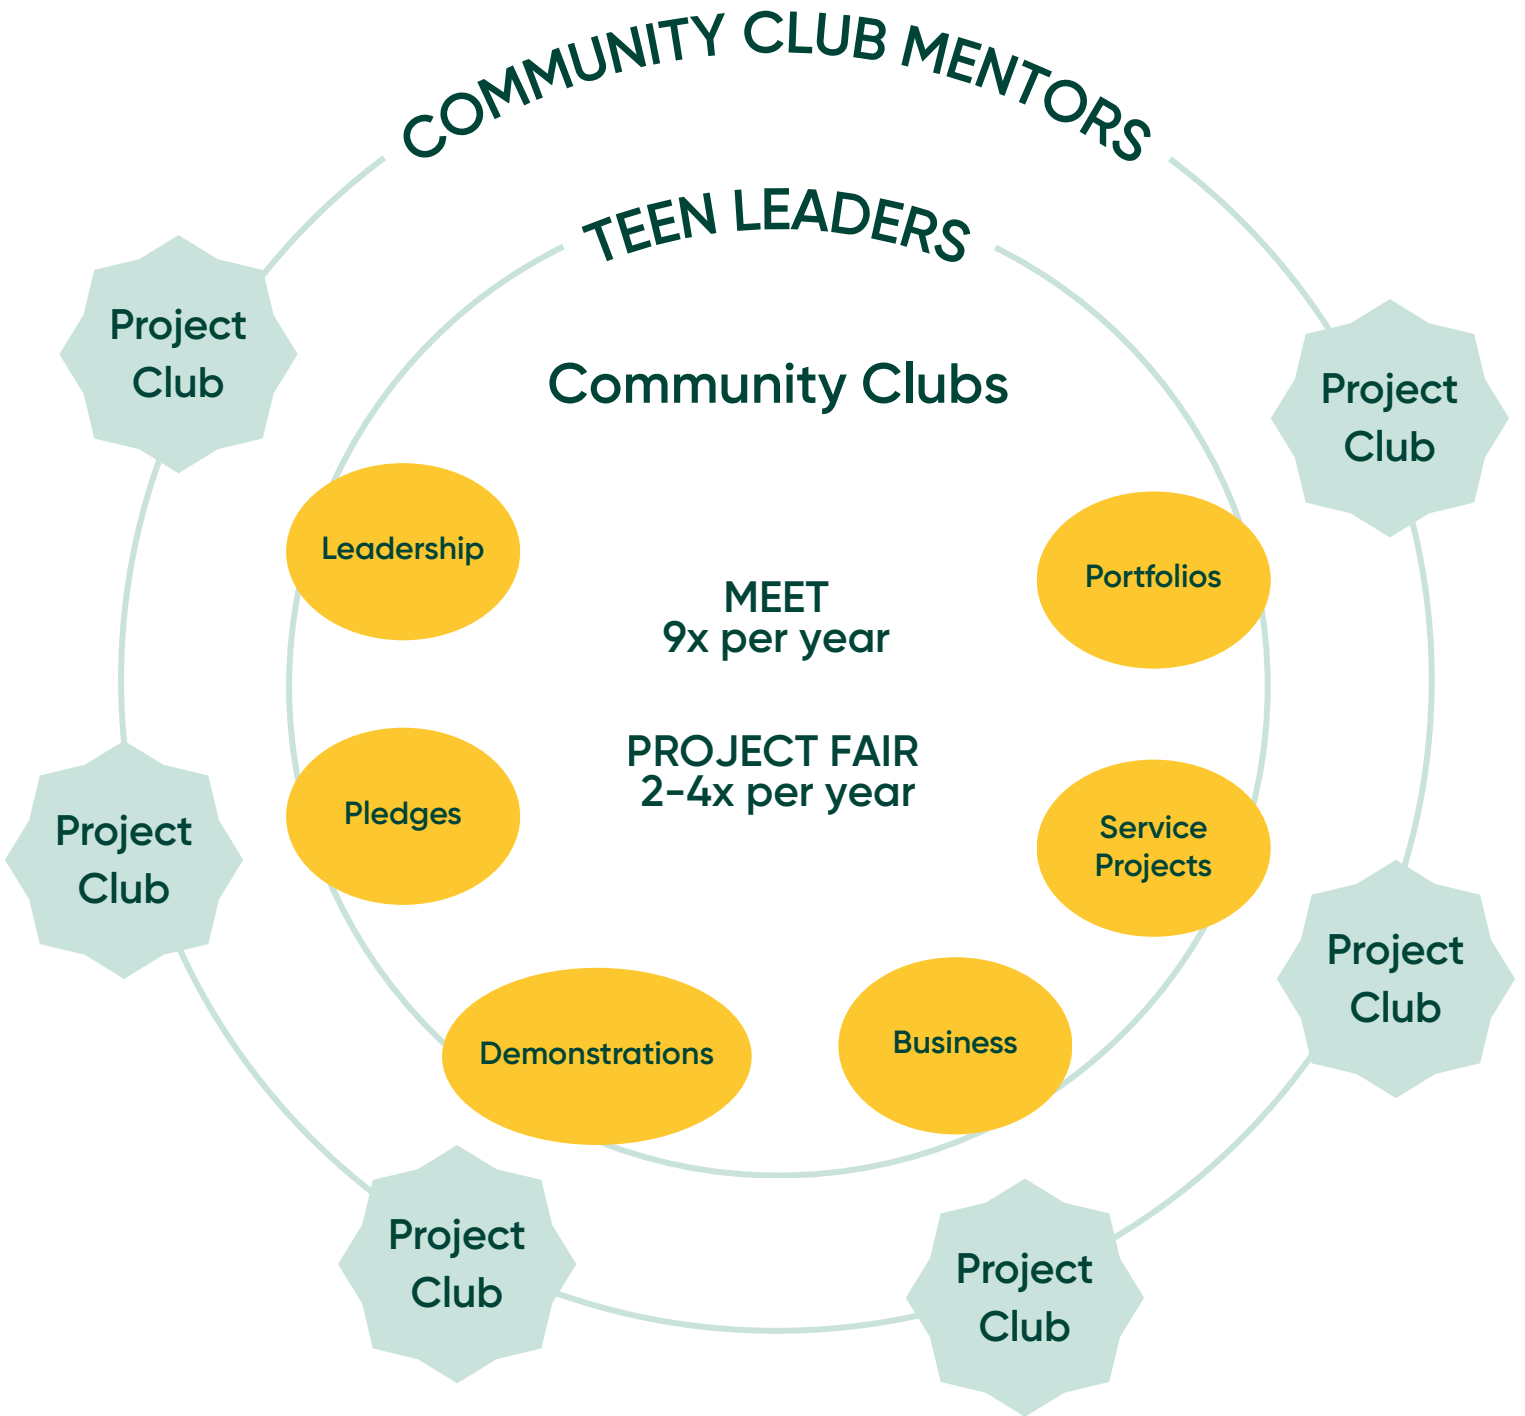 COMMUNITY CLUB MENTORS
TEEN LEADERS
Community Clubs
Project
Club
Project
Club
Leadership
Portfolios
MEET
9x per year
PROJECT FAIR
2-4x per year
Pledges
Service
Projects
Project
Club
Project
Club
Demonstrations
Business
Project
Club
Project
Club